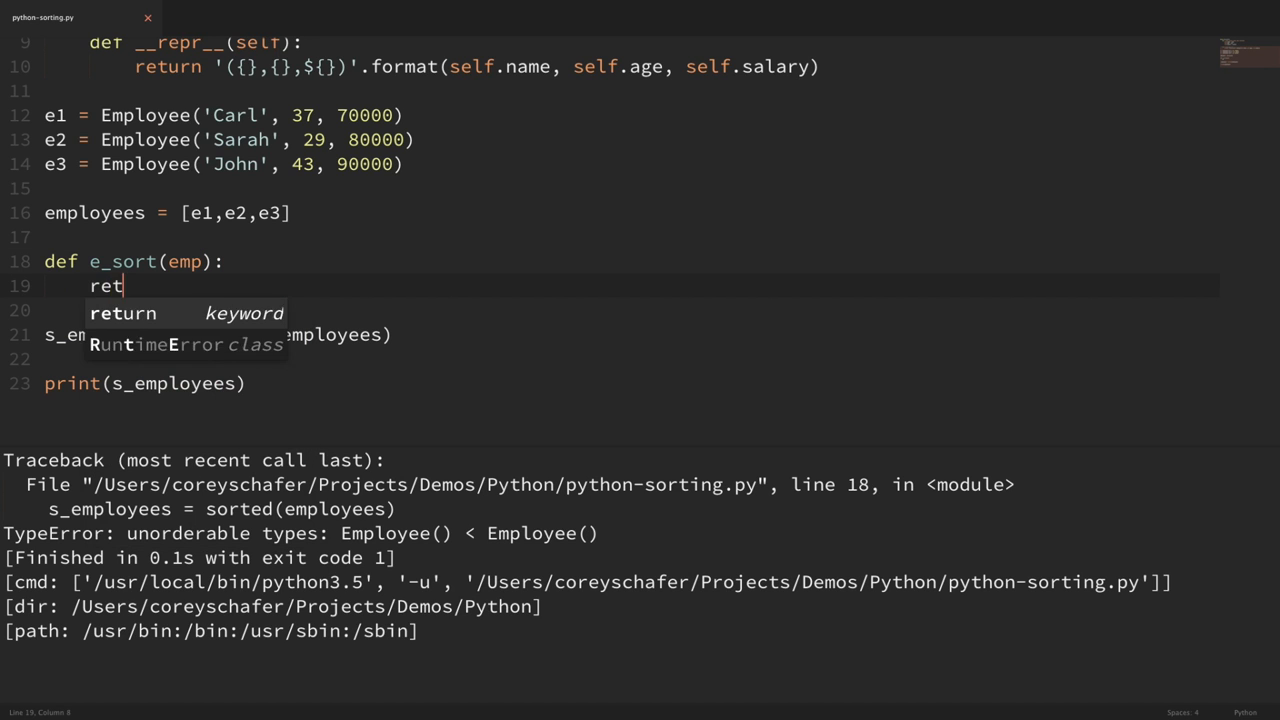 python-sorting.py ×
9 def __repr__(self):
10 return '({},{},${})'.format(self.name, self.age, self.salary)
11
12 e1 = Employee('Carl', 37, 70000)
13 e2 = Employee('Sarah', 29, 80000)
14 e3 = Employee('John', 43, 90000)
15
16 employees = [e1,e2,e3]
17
18 def e_sort(emp):
19 ret
return keyword
20
21 s_em employees)
RuntimeError class
22
23 print(s_employees)
Traceback (most recent call last):
File "/Users/coreyschafer/Projects/Demos/Python/python-sorting.py", line 18, in <module>
s_employees = sorted(employees)
TypeError: unorderable types: Employee() < Employee()
[Finished in 0.1s with exit code 1]
[cmd: ['/usr/local/bin/python3.5', '-u', '/Users/coreyschafer/Projects/Demos/Python/python-sorting.py']]
[dir: /Users/coreyschafer/Projects/Demos/Python]
[path: /usr/bin:/bin:/usr/sbin:/sbin]
Line 19, Column 8 Spaces: 4 Python